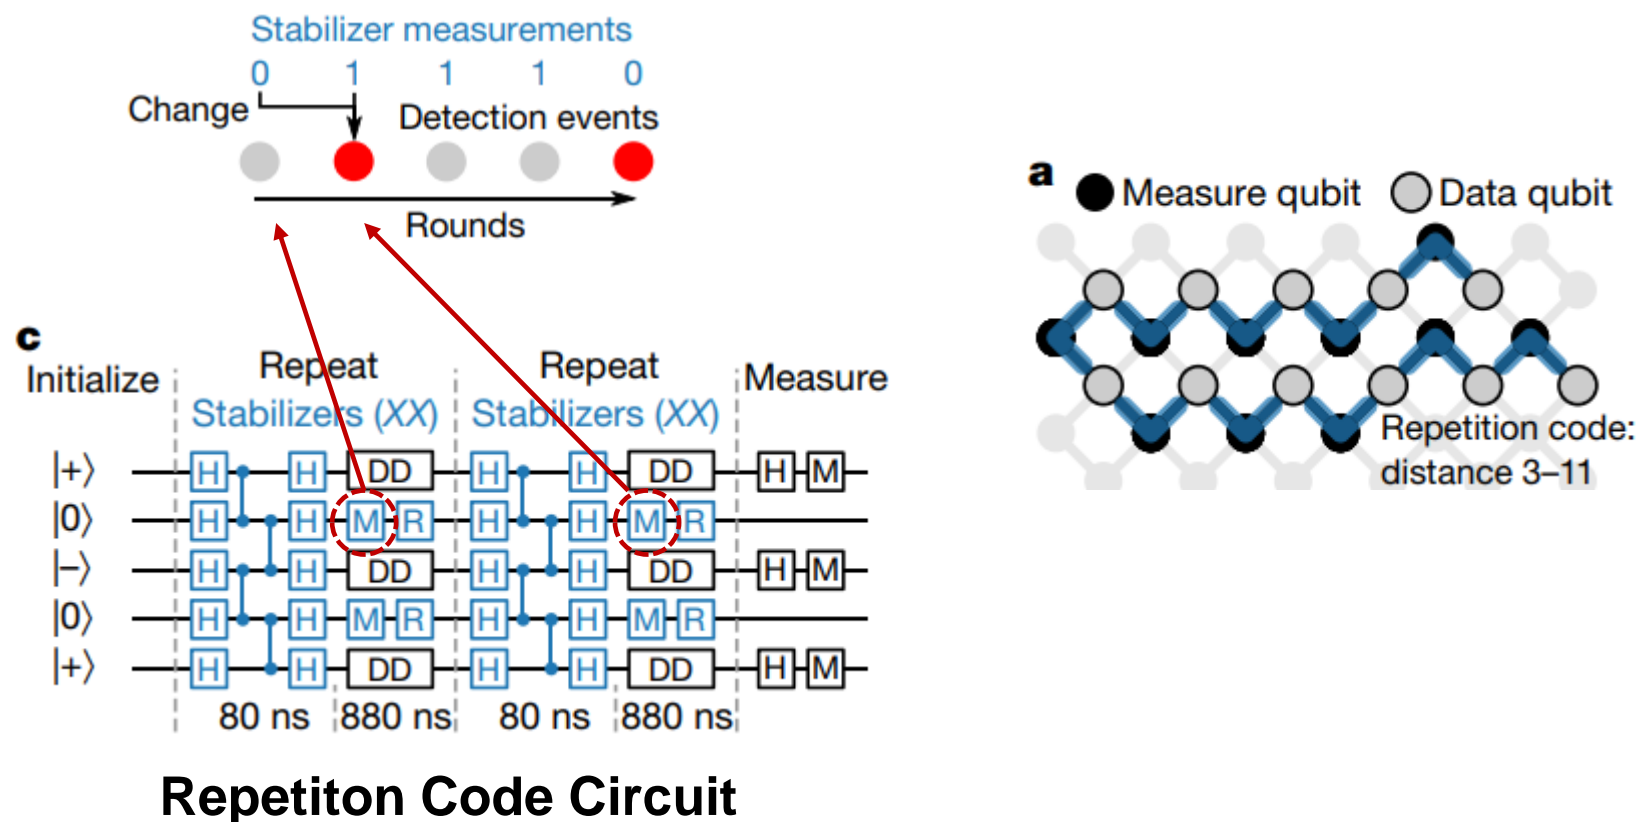 Stabilizer measurements
0 1 1 1 0
Change
Detection events
Rounds
a
Measure qubit
Data qubit
Repetition code:
distance 3–11
c
Initialize
Repeat
Repeat
Measure
Stabilizers (XX)
Stabilizers (XX)
|+⟩ H H DD H H DD H M
|0⟩ H H M R H H M R
|−⟩ H H DD H H DD H M
|0⟩ H H M R H H M R
|+⟩ H H DD H H DD H M
80 ns 880 ns 80 ns 880 ns
Repetiton Code Circuit